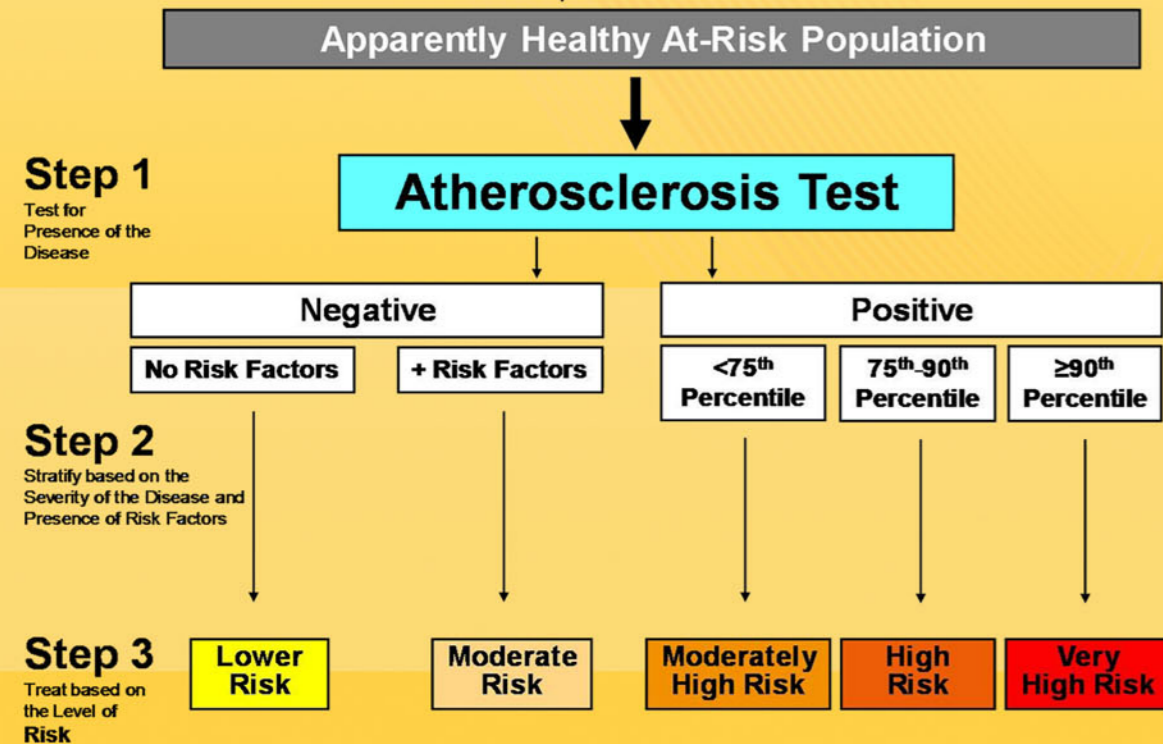 Apparently Healthy At-Risk Population
Step 1
Test for
Presence of the
Disease
Atherosclerosis Test
Negative
Positive
No Risk Factors
+ Risk Factors
<75th
Percentile
75th-90th
Percentile
≥90th
Percentile
Step 2
Stratify based on the
Severity of the Disease and
Presence of Risk Factors
Step 3
Treat based on
the Level of
Risk
Lower
Risk
Moderate
Risk
Moderately
High Risk
High
Risk
Very
High Risk